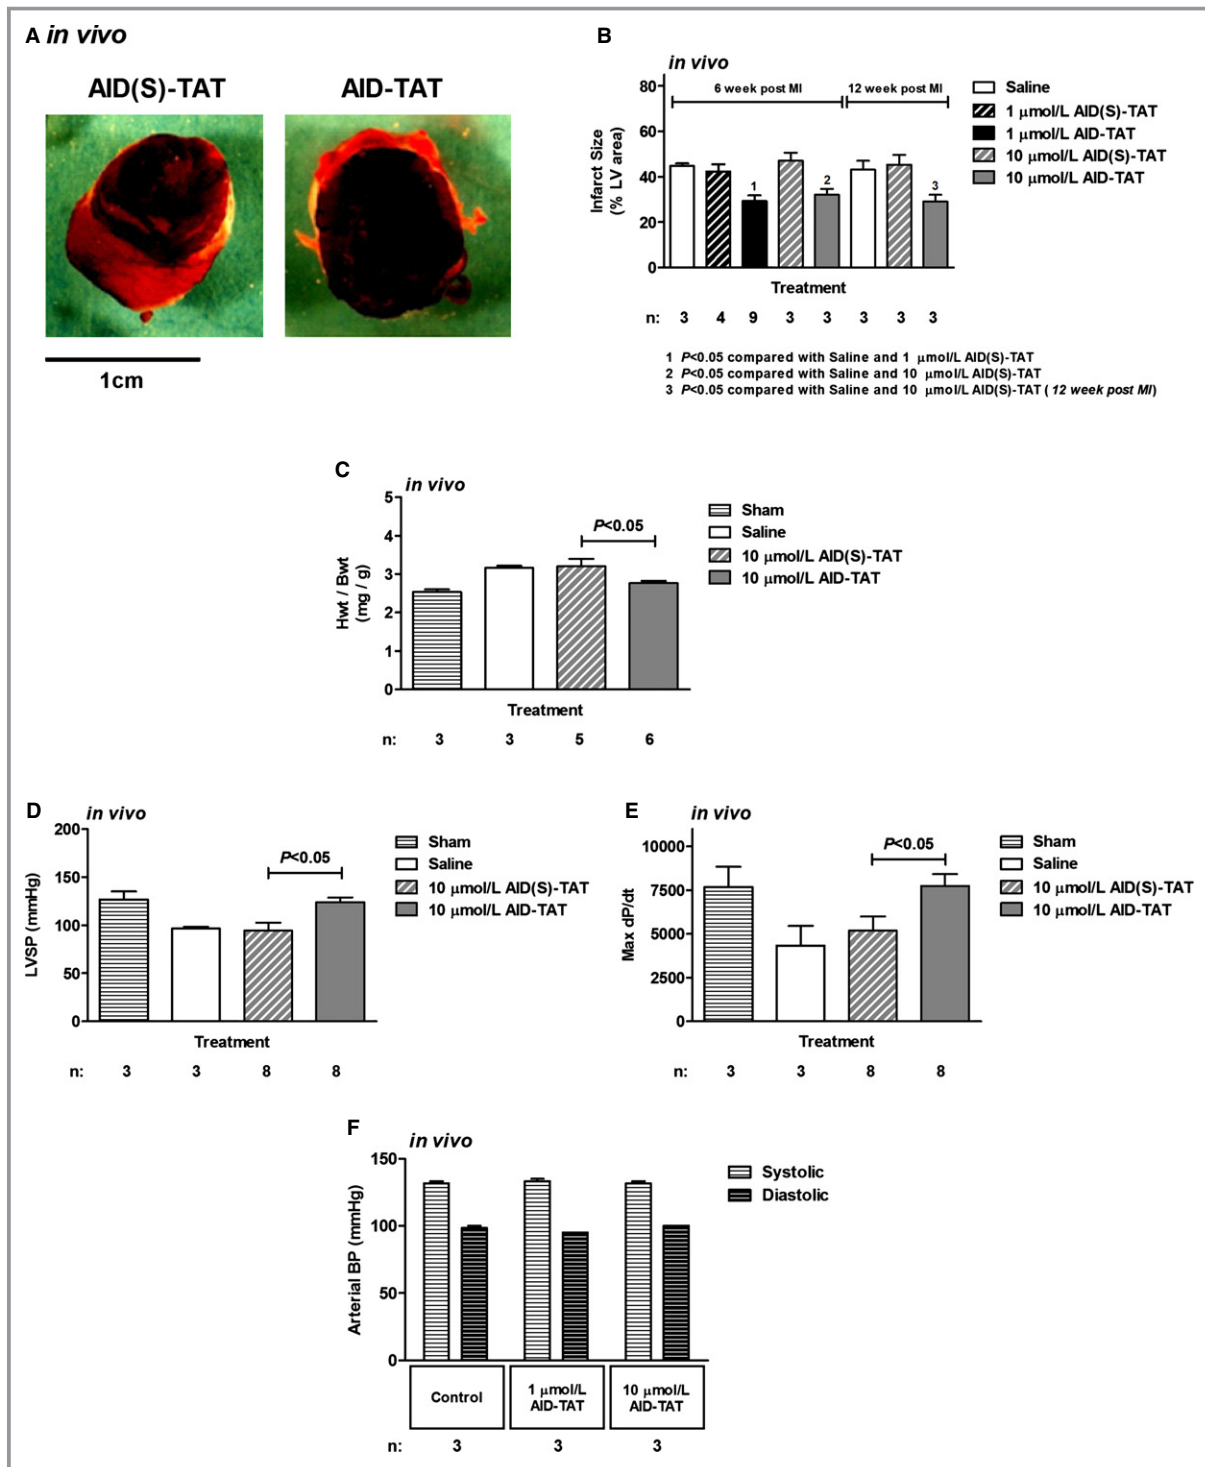 A in vivo
AID(S)-TAT AID-TAT
1cm
B
in vivo
Infarct Size
(% LV area)
80
60
40
20
0
6 week post MI 12 week post MI
1 2 3
Treatment
n: 3 4 9 3 3 3 3 3
Saline
1 μmol/L AID(S)-TAT
1 μmol/L AID-TAT
10 μmol/L AID(S)-TAT
10 μmol/L AID-TAT
1 P<0.05 compared with Saline and 1 μmol/L AID(S)-TAT
2 P<0.05 compared with Saline and 10 μmol/L AID(S)-TAT
3 P<0.05 compared with Saline and 10 μmol/L AID(S)-TAT ( 12 week post MI)
C
in vivo
Hwt / Bwt
(mg / g)
5
4
3
2
1
0
P<0.05
Treatment
n: 3 3 5 6
Sham
Saline
10 μmol/L AID(S)-TAT
10 μmol/L AID-TAT
D
in vivo
LVSP (mmHg)
200
150
100
50
0
P<0.05
Treatment
n: 3 3 8 8
Sham
Saline
10 μmol/L AID(S)-TAT
10 μmol/L AID-TAT
E
in vivo
Max dP/dt
10000
7500
5000
2500
0
P<0.05
Treatment
n: 3 3 8 8
Sham
Saline
10 μmol/L AID(S)-TAT
10 μmol/L AID-TAT
F
in vivo
Arterial BP (mmHg)
150
100
50
0
Systolic
Diastolic
Control
1 μmol/L
AID-TAT
10 μmol/L
AID-TAT
n: 3 3 3